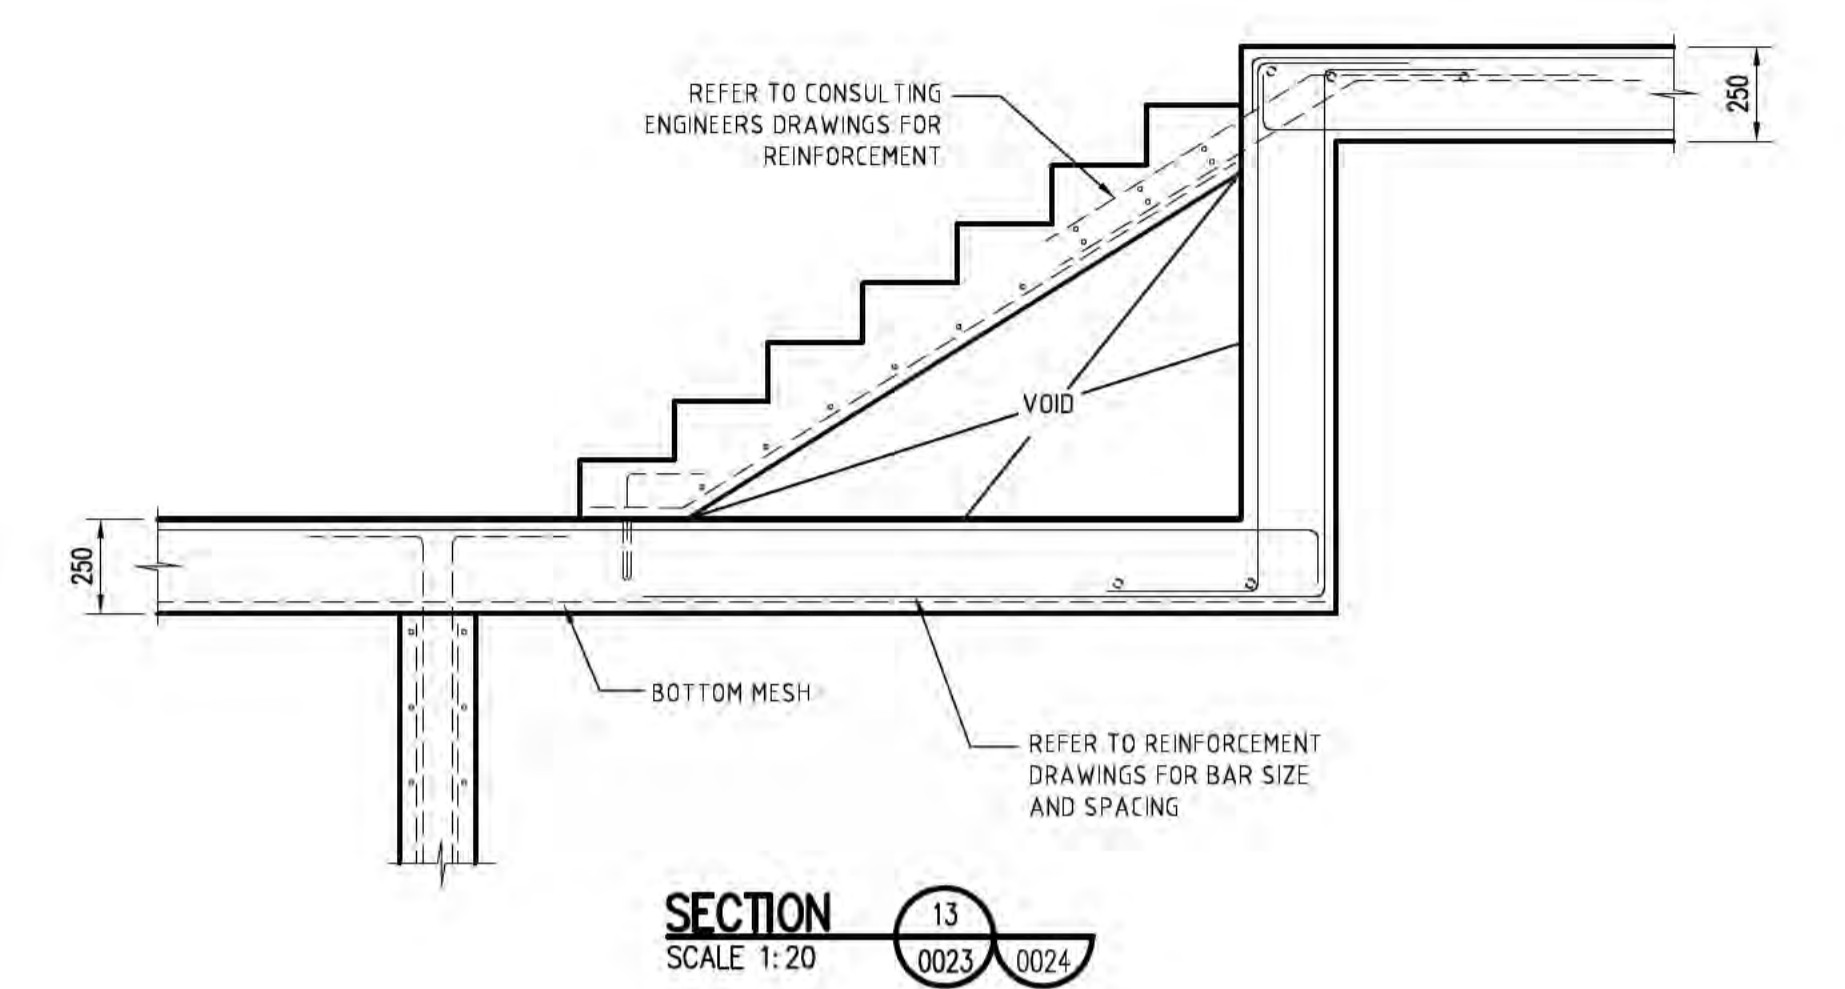 REFER TO CONSULTING
ENGINEERS DRAWINGS FOR
REINFORCEMENT
250
VOID
250
BOTTOM MESH
REFER TO REINFORCEMENT
DRAWINGS FOR BAR SIZE
AND SPACING
SECTION
SCALE 1:20
13
0023
0024